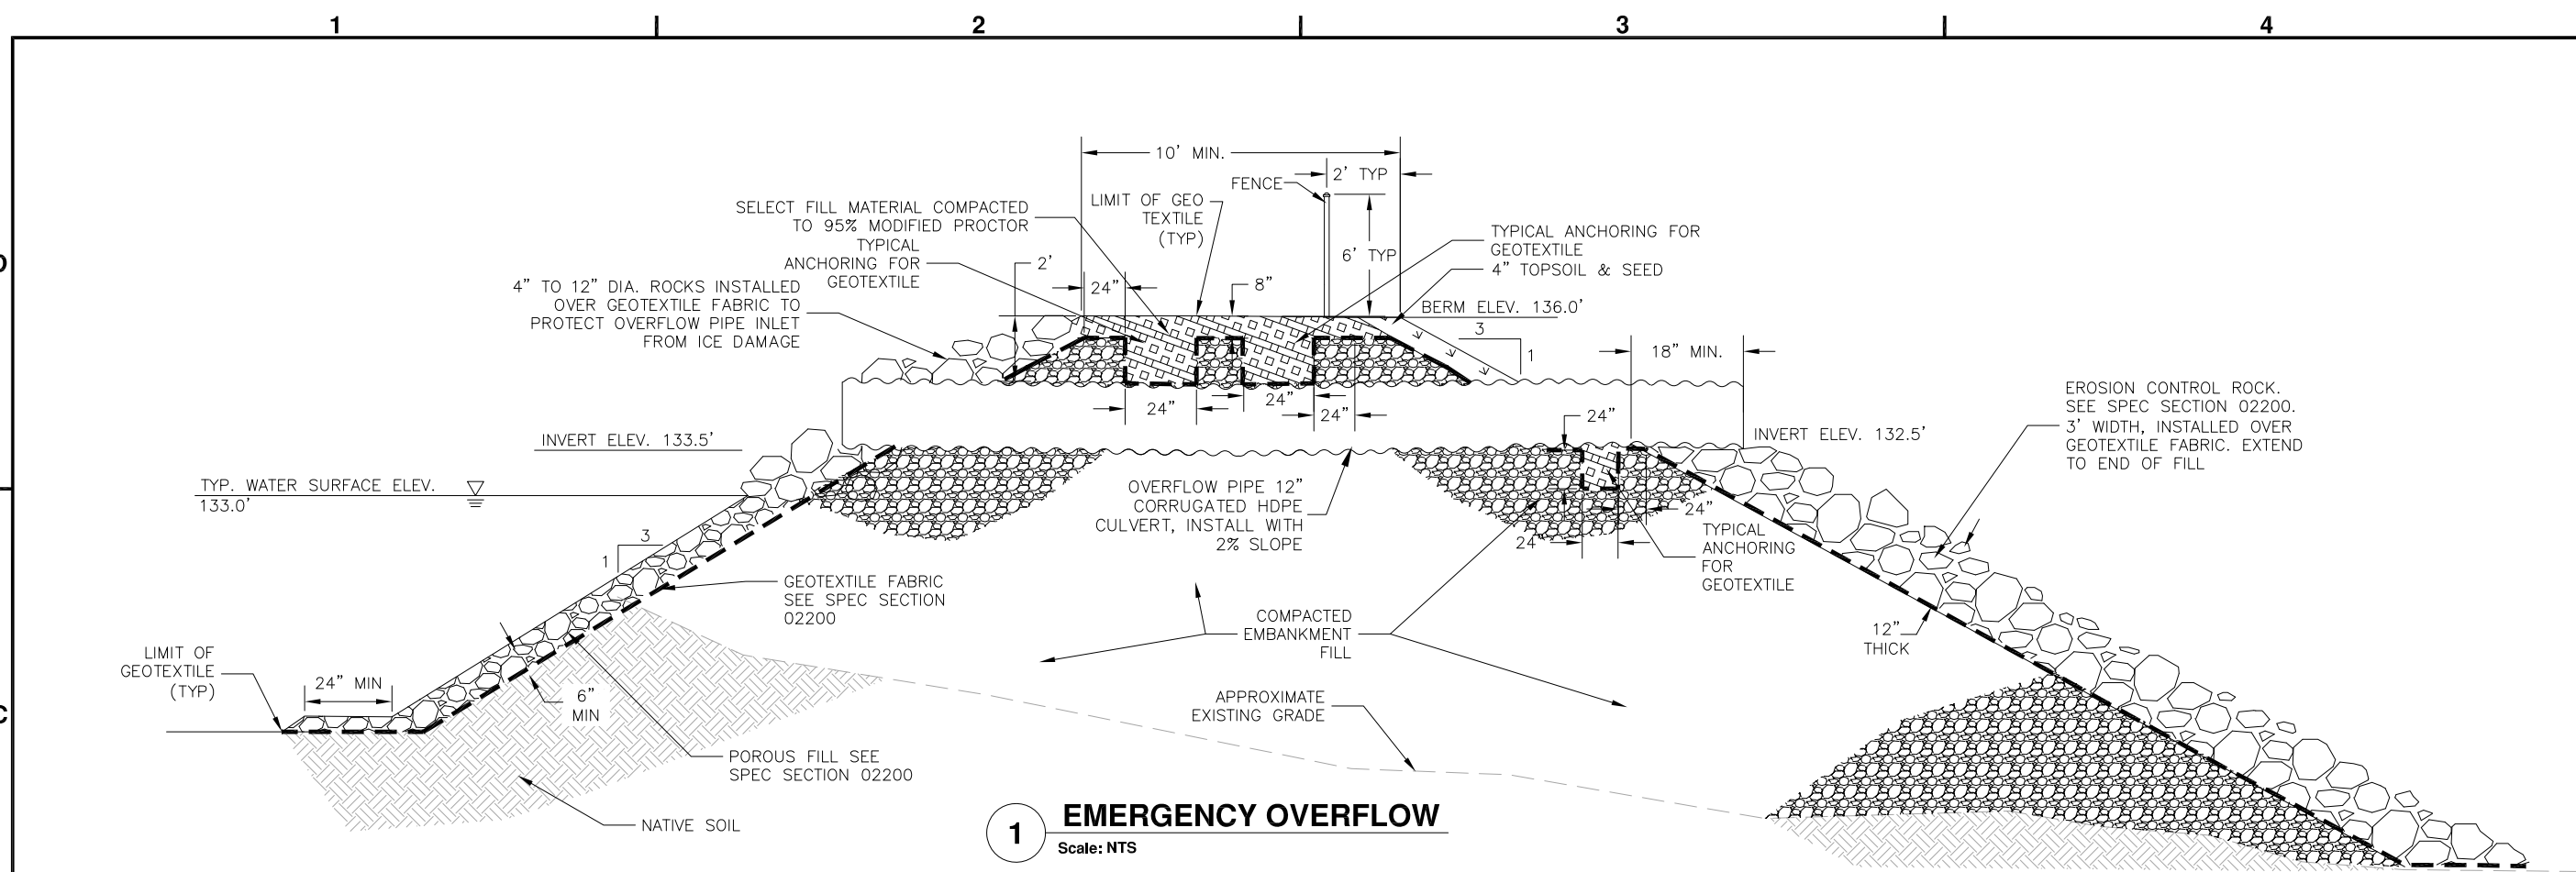 1
2
3
4
10' MIN.
2' TYP
FENCE
SELECT FILL MATERIAL COMPACTED
TO 95% MODIFIED PROCTOR
LIMIT OF GEO
TEXTILE
(TYP)
TYPICAL
ANCHORING FOR
GEOTEXTILE
6' TYP
TYPICAL ANCHORING FOR
GEOTEXTILE
4" TOPSOIL & SEED
2'
24"
8"
4" TO 12" DIA. ROCKS INSTALLED
OVER GEOTEXTILE FABRIC TO
PROTECT OVERFLOW PIPE INLET
FROM ICE DAMAGE
BERM ELEV. 136.0'
3
1
18" MIN.
24"
24"
24"
24"
EROSION CONTROL ROCK.
SEE SPEC SECTION 02200.
3' WIDTH, INSTALLED OVER
GEOTEXTILE FABRIC. EXTEND
TO END OF FILL
INVERT ELEV. 133.5'
INVERT ELEV. 132.5'
TYP. WATER SURFACE ELEV.
133.0'
OVERFLOW PIPE 12"
CORRUGATED HDPE
CULVERT, INSTALL WITH
2% SLOPE
24"
24"
TYPICAL
ANCHORING
FOR
GEOTEXTILE
3
1
GEOTEXTILE FABRIC
SEE SPEC SECTION
02200
COMPACTED
EMBANKMENT
FILL
12"
THICK
LIMIT OF
GEOTEXTILE
(TYP)
24" MIN
6"
MIN
APPROXIMATE
EXISTING GRADE
C
POROUS FILL SEE
SPEC SECTION 02200
NATIVE SOIL
1
EMERGENCY OVERFLOW
Scale: NTS